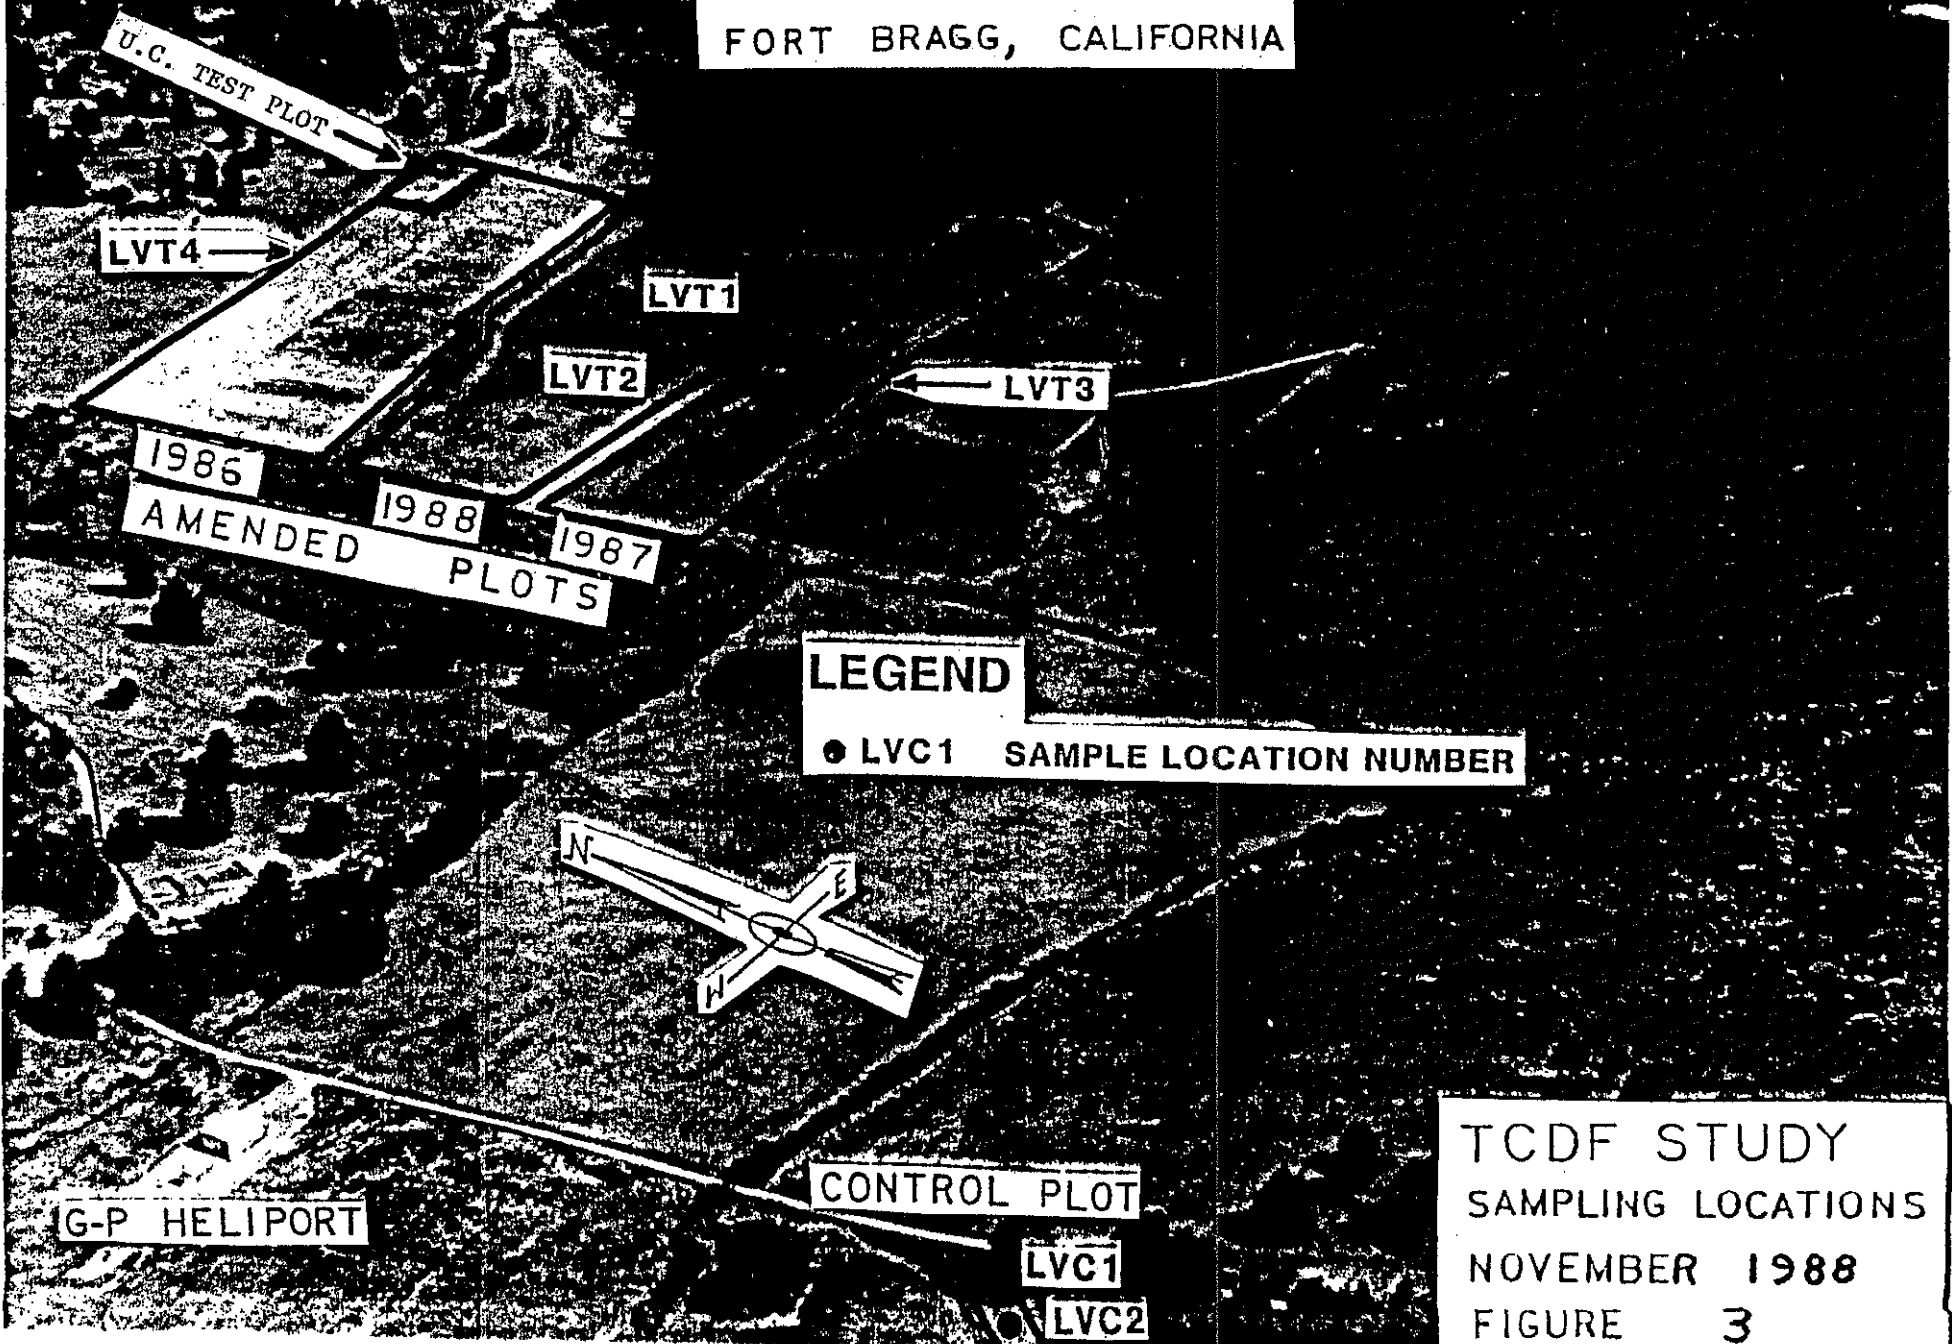 FORT BRAGG, CALIFORNIA
U.C. TEST PLOT
LVT4
LVT1
LVT2
LVT3
1986
1988
1987
AMENDED PLOTS
LEGEND
LVC1 SAMPLE LOCATION NUMBER
N
E
W
CONTROL PLOT
G-P HELIPORT
LVC1
LVC2
TCDF STUDY
SAMPLING LOCATIONS
NOVEMBER 1988
FIGURE 3